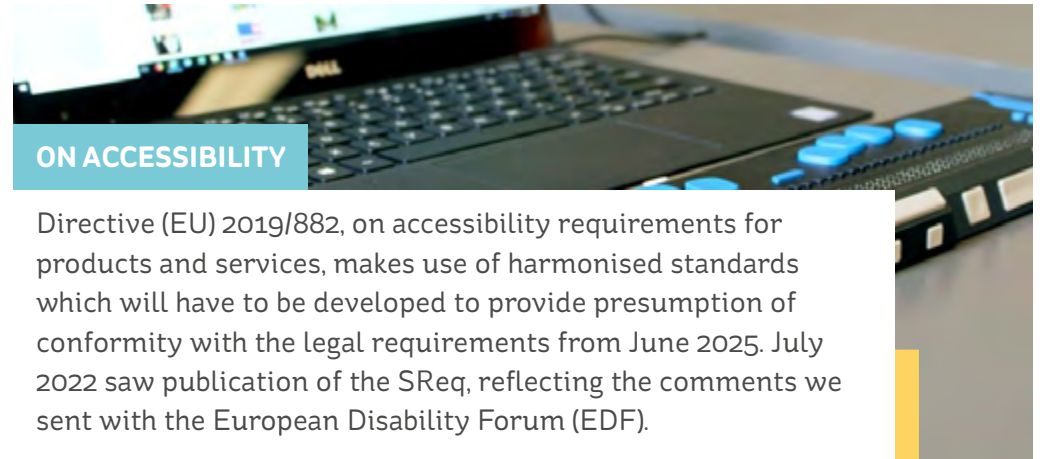 DELL
ON ACCESSIBILITY
Directive (EU) 2019/882, on accessibility requirements for
products and services, makes use of harmonised standards
which will have to be developed to provide presumption of
conformity with the legal requirements from June 2025. July
2022 saw publication of the SReq, reflecting the comments we
sent with the European Disability Forum (EDF).